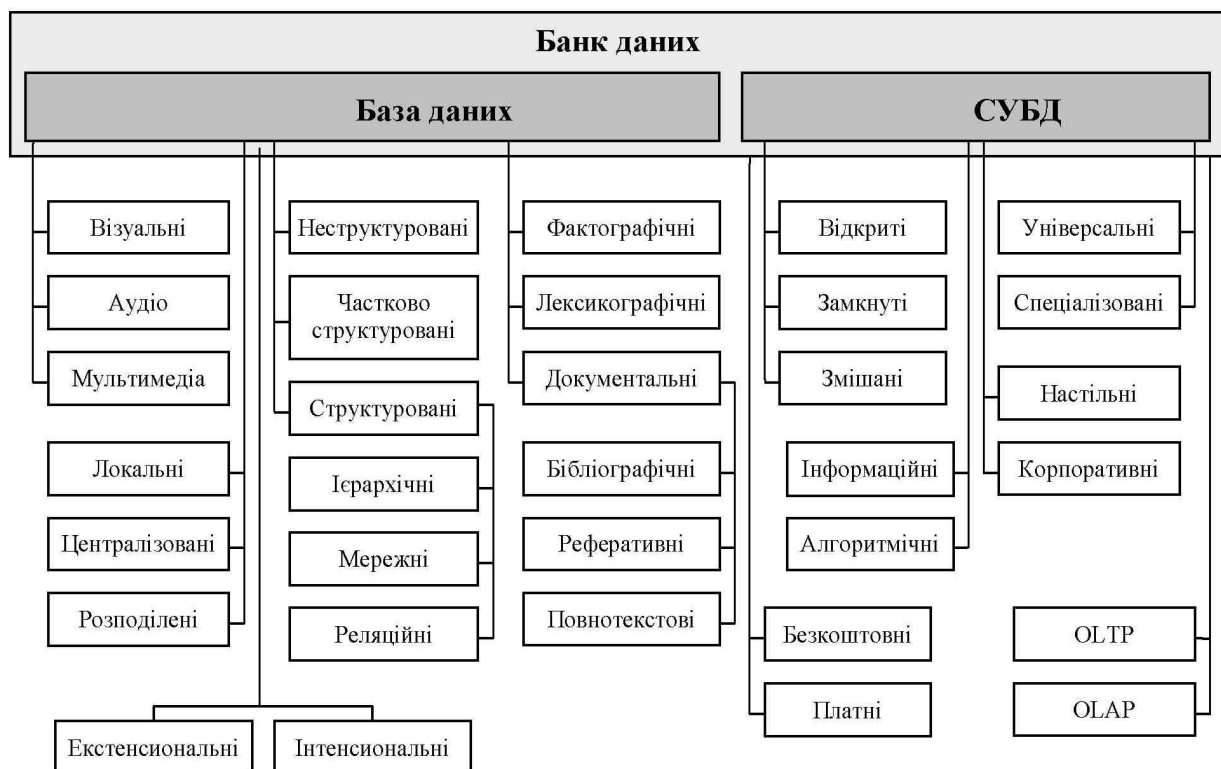 Банк даних
База даних
СУБД
Візуальні
Аудіо
Мультимедіа
Локальні
Централізовані
Розподілені
Екстенсиональні
Інтенсиональні
Неструктуровані
Частково
структуровані
Структуровані
Ієрархічні
Мережні
Реляційні
Фактографічні
Лексикографічні
Документальні
Бібліографічні
Реферативні
Повнотекстові
Відкриті
Замкнуті
Змішані
Інформаційні
Алгоритмічні
Безкоштовні
Платні
Універсальні
Спеціалізовані
Настільні
Корпоративні
OLTP
OLAP